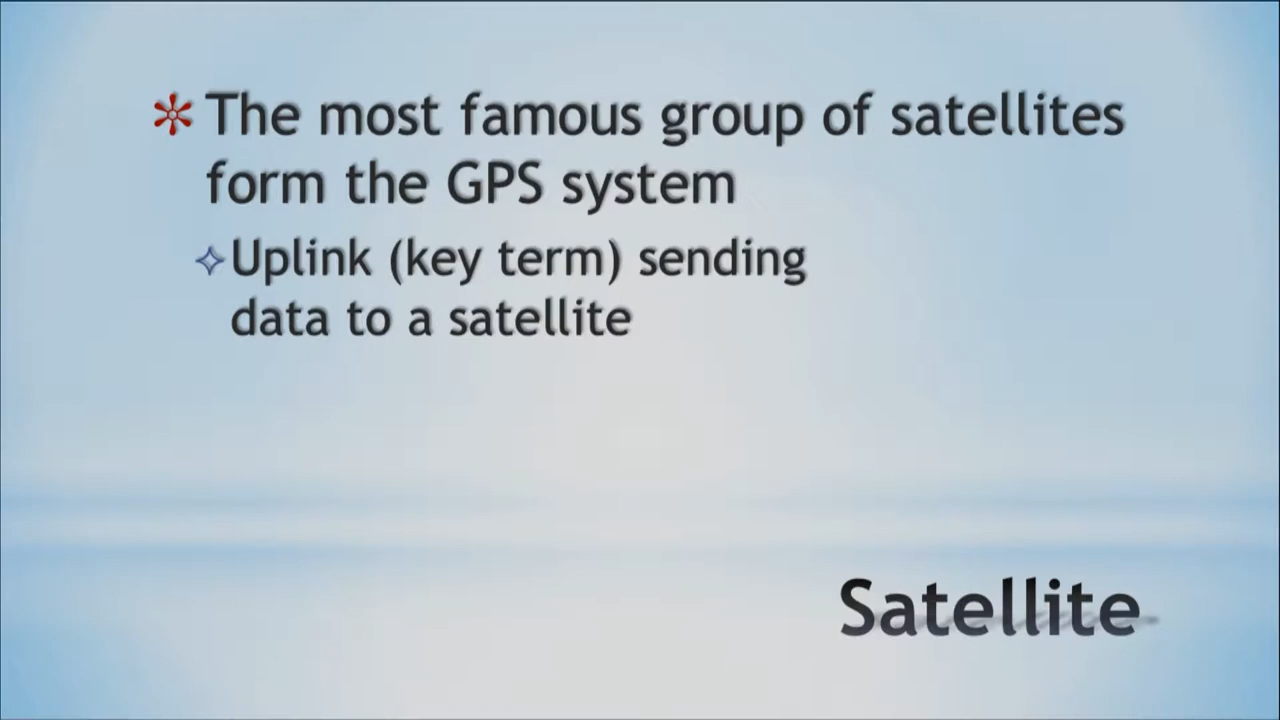 The most famous group of satellites
form the GPS system
Uplink (key term) sending
data to a satellite
Satellite